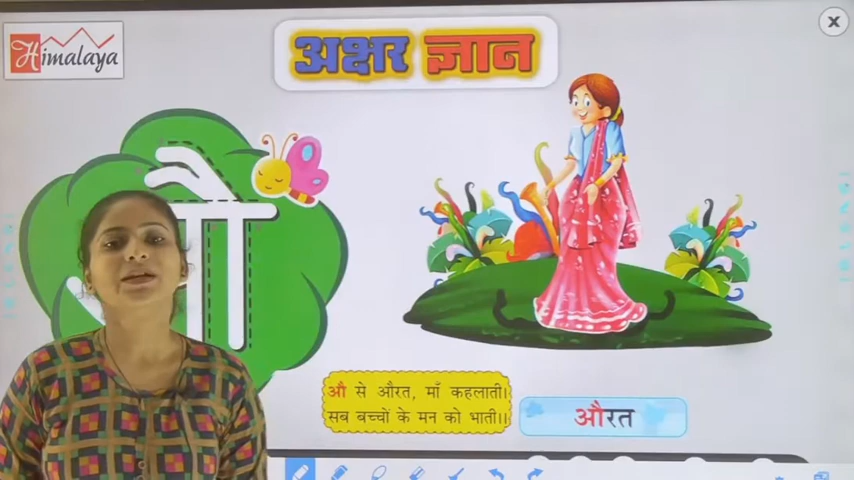 Himalaya
अक्षर ज्ञान
औ
औ से औरत, माँ कहलाती।
सब बच्चों के मन को भाती।।
औरत